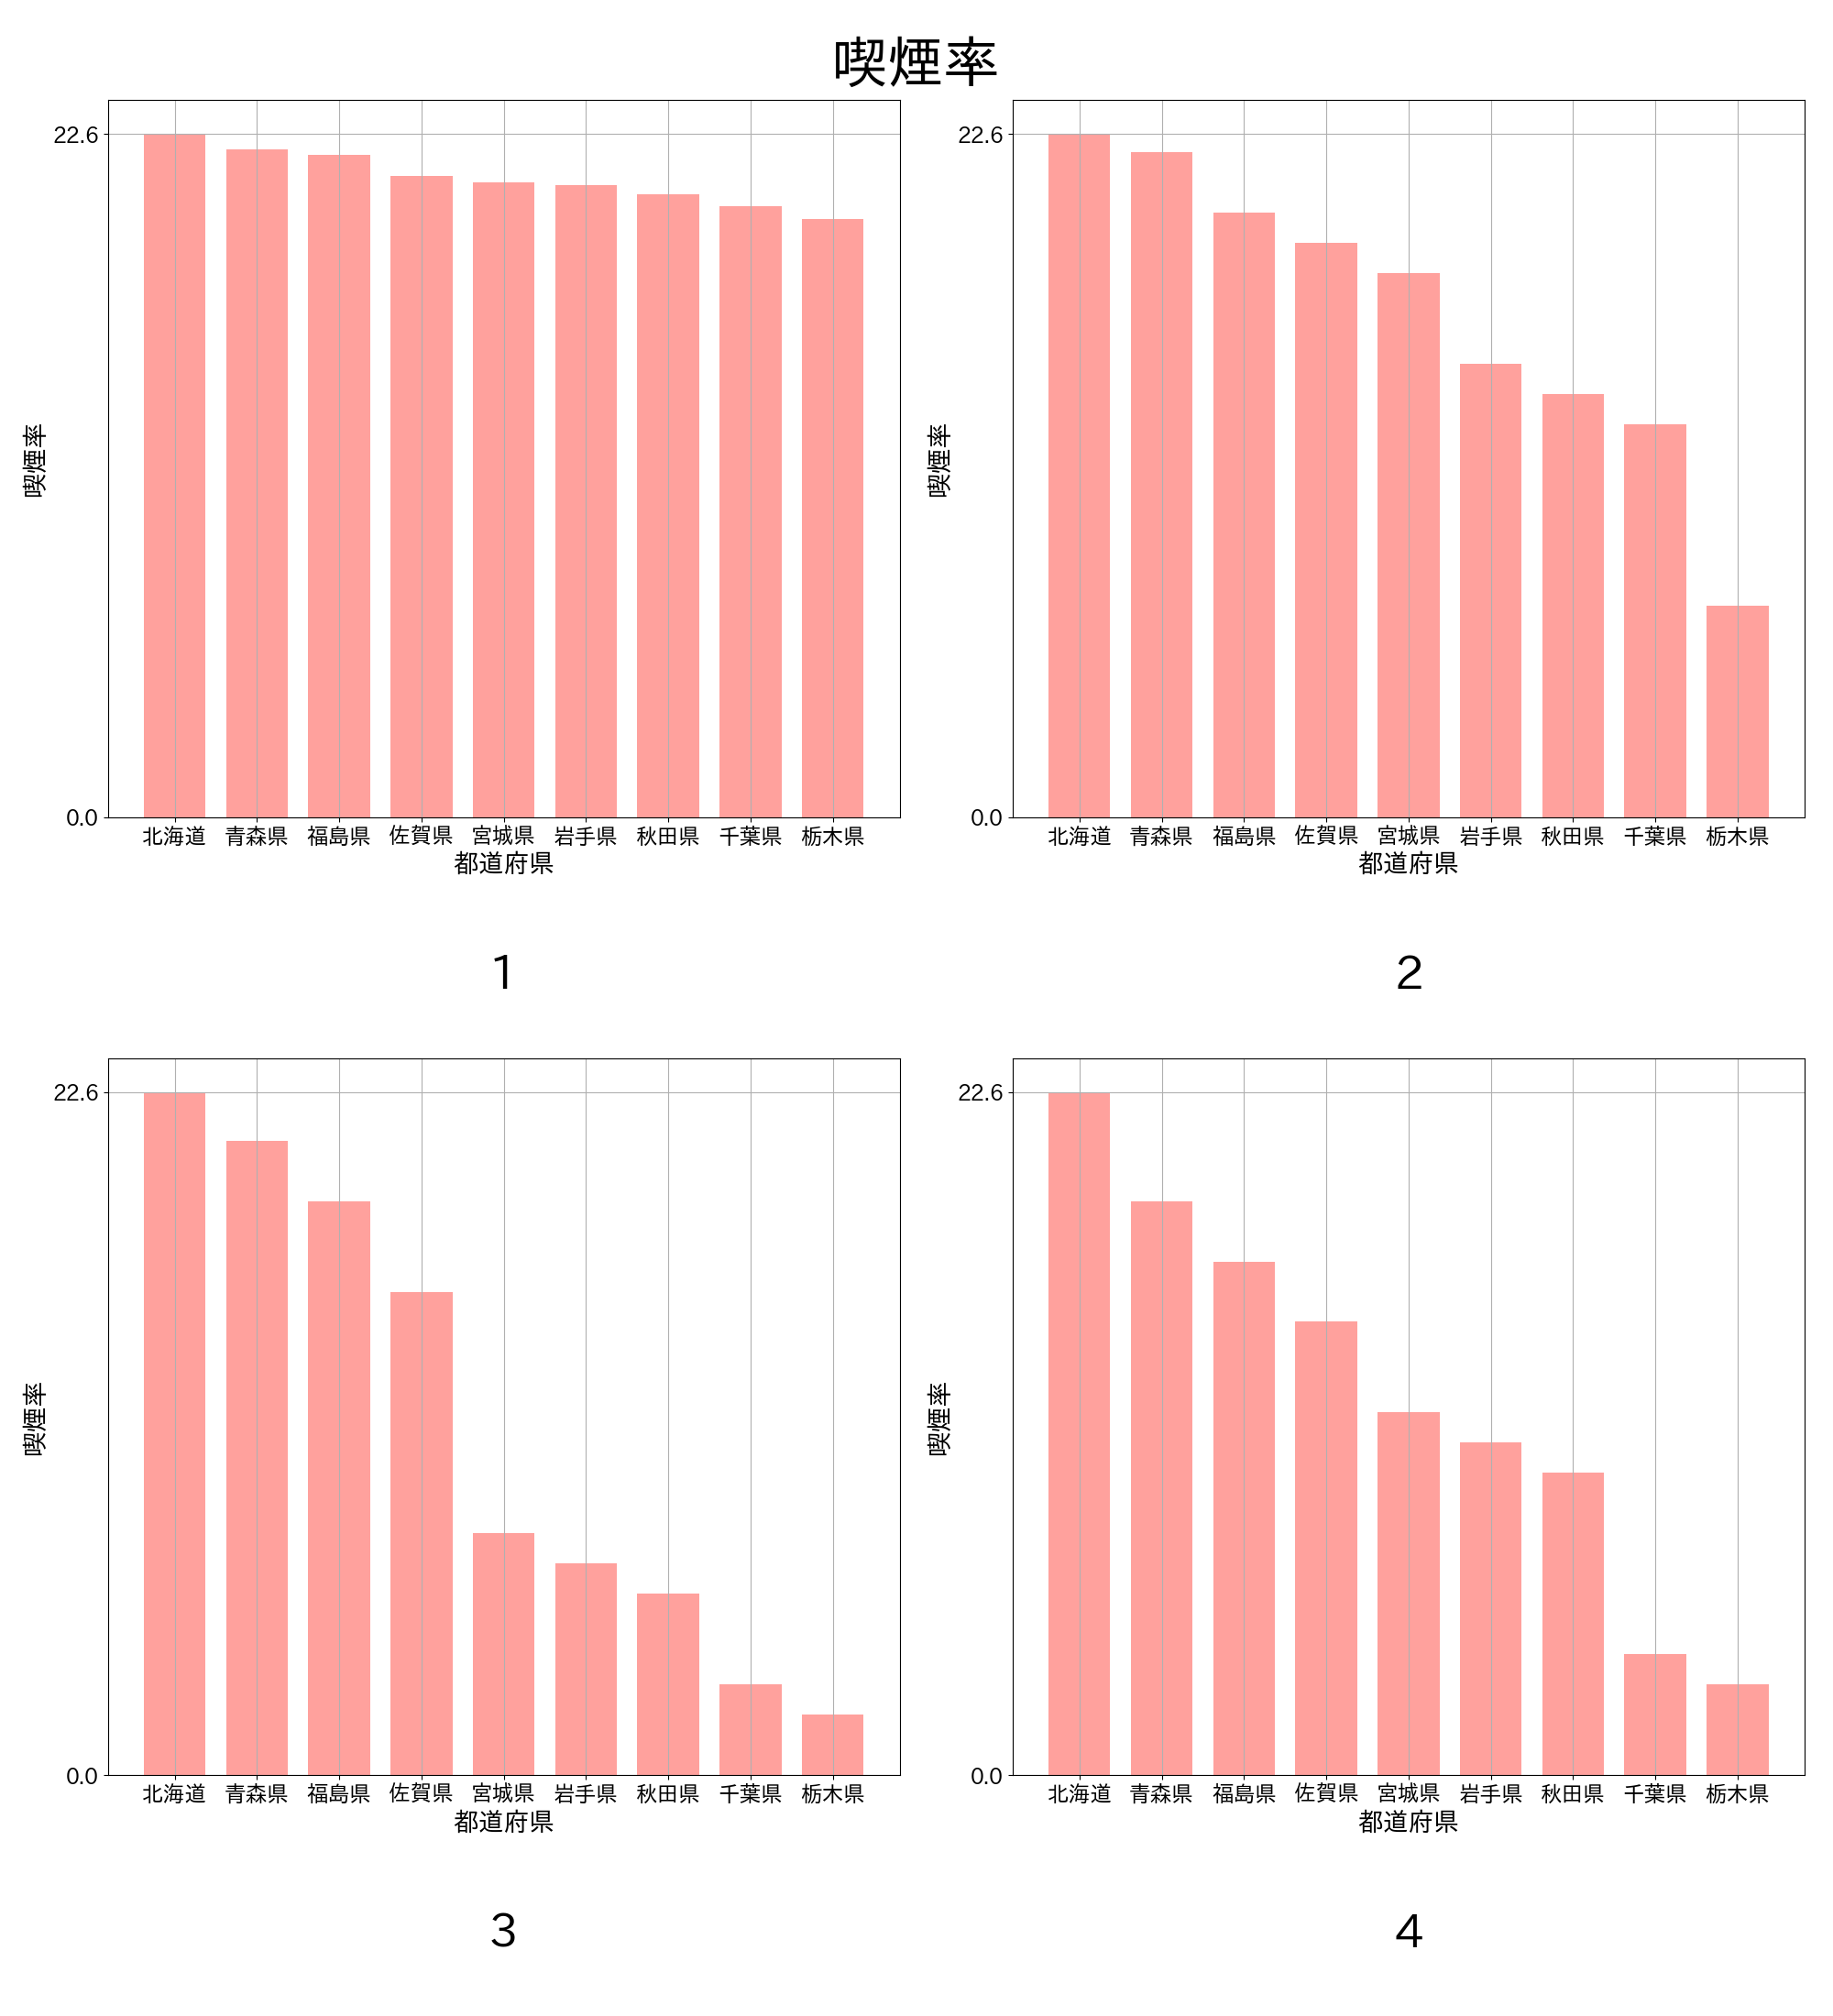 喫煙率
22.6
0.0
喫煙率
北海道 青森県 福島県 佐賀県 宮城県 岩手県 秋田県 千葉県 栃木県
都道府県
1
22.6
0.0
喫煙率
北海道 青森県 福島県 佐賀県 宮城県 岩手県 秋田県 千葉県 栃木県
都道府県
2
22.6
0.0
喫煙率
北海道 青森県 福島県 佐賀県 宮城県 岩手県 秋田県 千葉県 栃木県
都道府県
3
22.6
0.0
喫煙率
北海道 青森県 福島県 佐賀県 宮城県 岩手県 秋田県 千葉県 栃木県
都道府県
4